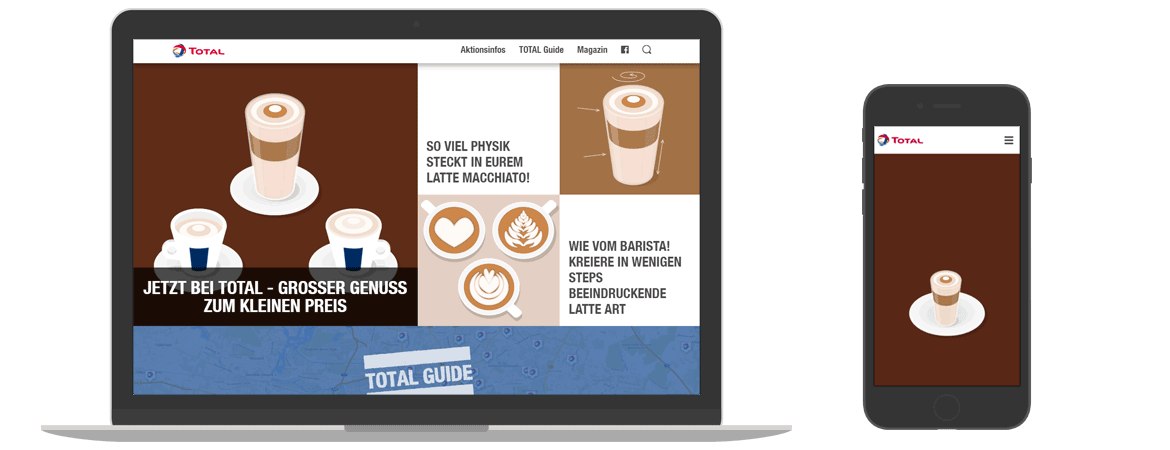 TOTAL
Aktionsinfos TOTAL Guide Magazin
SO VIEL PHYSIK
STECKT IN EUREM
LATTE MACCHIATO!
WIE VOM BARISTA!
KREIERE IN WENIGEN
STEPS
BEEINDRUCKENDE
LATTE ART
JETZT BEI TOTAL - GROSSER GENUSS
ZUM KLEINEN PREIS
TOTAL GUIDE
TOTAL